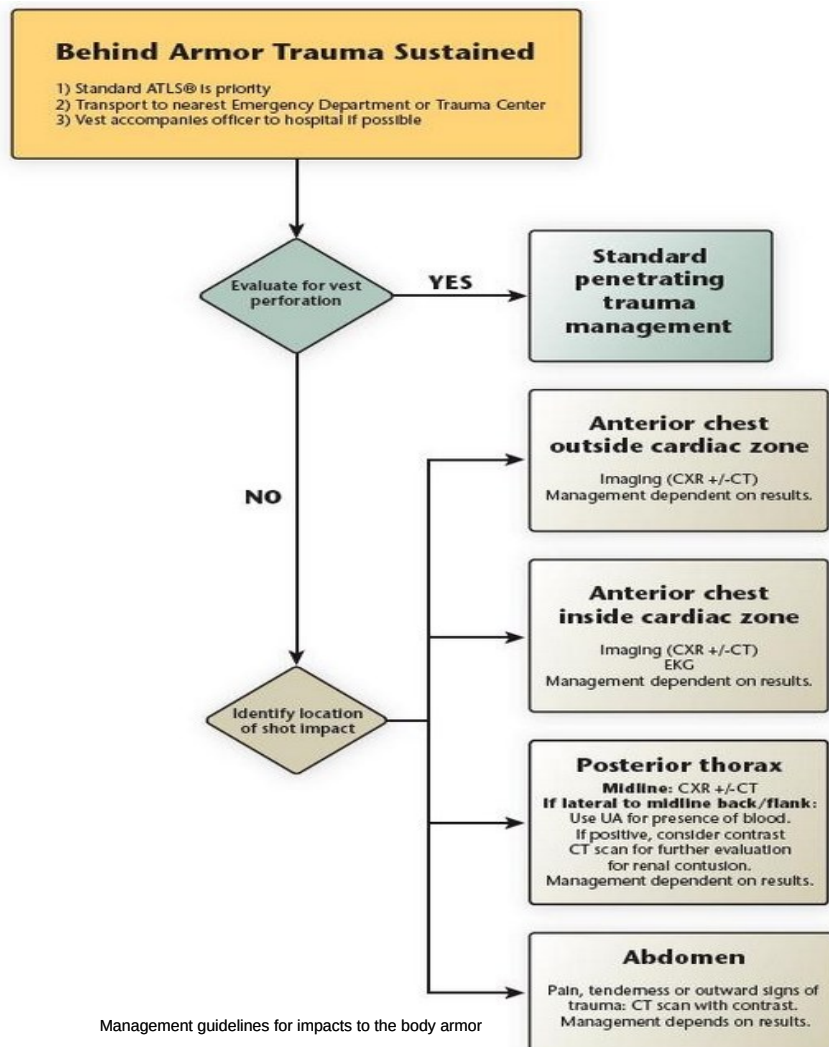 Behind Armor Trauma Sustained
1) Standard ATLS® is priority
2) Transport to nearest Emergency Department or Trauma Center
3) Vest accompanies officer to hospital if possible
Evaluate for vest
perforation
YES
Standard
penetrating
trauma
management
NO
Anterior chest
outside cardiac zone
Imaging (CXR +/-CT)
Management dependent on results.
Anterior chest
inside cardiac zone
Imaging (CXR +/-CT)
EKG
Management dependent on results.
Identify location
of shot impact
Posterior thorax
Midline: CXR +/-CT
If lateral to midline back/flank:
Use UA for presence of blood.
If positive, consider contrast
CT scan for further evaluation
for renal contusion.
Management dependent on results.
Abdomen
Pain, tenderness or outward signs of
trauma: CT scan with contrast.
Management depends on results.
Management guidelines for impacts to the body armor